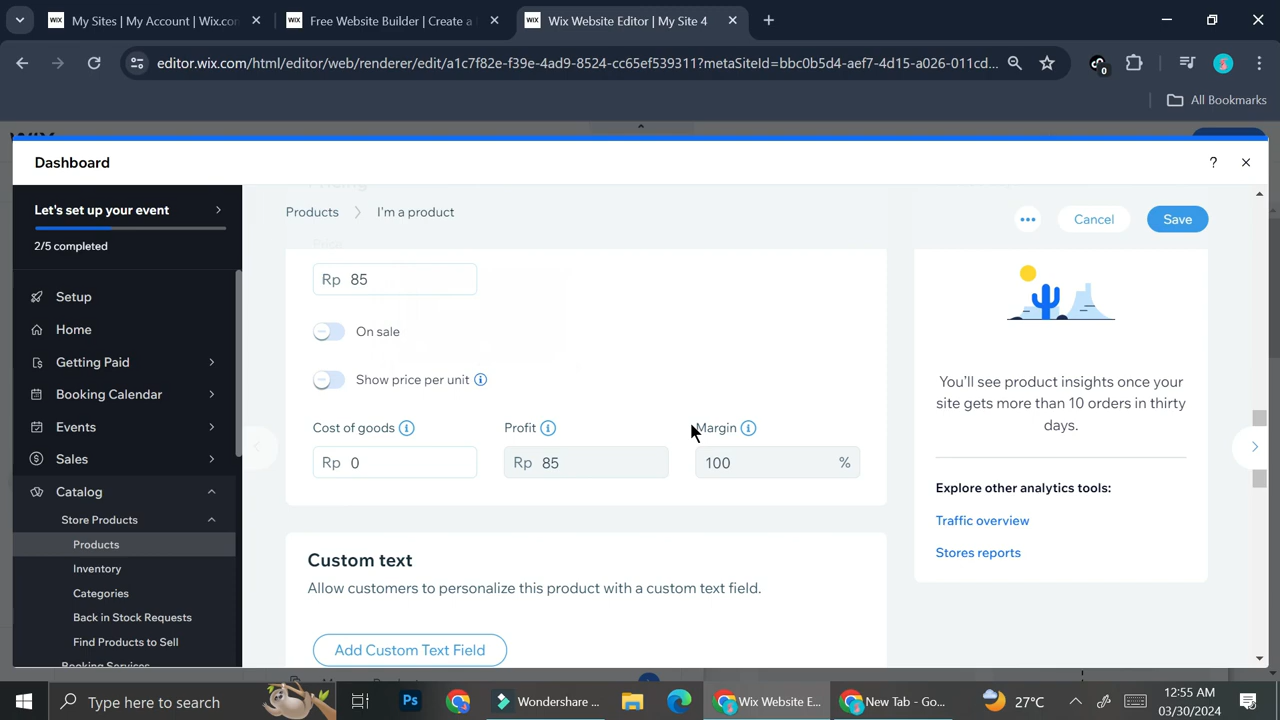 WIX My Sites | My Account | Wix.con
WIX Free Website Builder | Create a
WIX Wix Website Editor | My Site 4
editor.wix.com/html/editor/web/renderer/edit/a1c7f82e-f39e-4ad9-8524-cc65ef539311?metaSiteId=bbc0b5d4-aef7-4d15-a026-011cd...
0
All Bookmarks
Dashboard
?
Let's set up your event
2/5 completed
Setup
Home
Getting Paid
Booking Calendar
Events
Sales
Catalog
Store Products
Products
Inventory
Categories
Back in Stock Requests
Find Products to Sell
Products I'm a product
Cancel
Save
Rp 85
On sale
Show price per unit
Cost of goods Profit Margin
Rp 0 Rp 85 100 %
Custom text
Allow customers to personalize this product with a custom text field.
Add Custom Text Field
You'll see product insights once your
site gets more than 10 orders in thirty
days.
Explore other analytics tools:
Traffic overview
Stores reports
Type here to search
Ps
Wondershare ...
Wix Website E...
New Tab - Go...
27°C
12:55 AM
03/30/2024